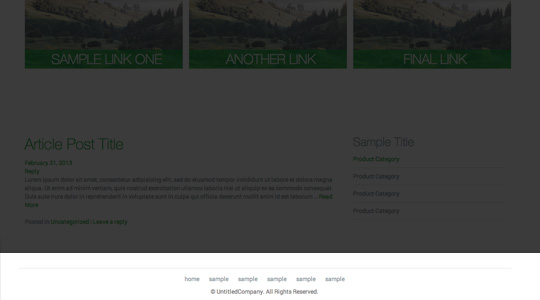 SAMPLE LINK ONE
ANOTHER LINK
FINAL LINK
Article Post Title
February 21, 2013
Reply
Lorem ipsum dolor sit amet, consectetur adipisicing elit, sed do eiusmod tempor incididunt ut labore et dolore magna
aliqua. Ut enim ad minim veniam, quis nostrud exercitation ullamco laboris nisi ut aliquip ex ea commodo consequat.
Duis aute irure dolor in reprehenderit in voluptate sunt in culpa qui officia deserunt mollit anim id est laborum ... Read
More
Posted in Uncategorized | Leave a reply
Sample Title
Product Category
Product Category
Product Category
Product Category
home sample sample sample sample sample
© UntitledCompany. All Rights Reserved.